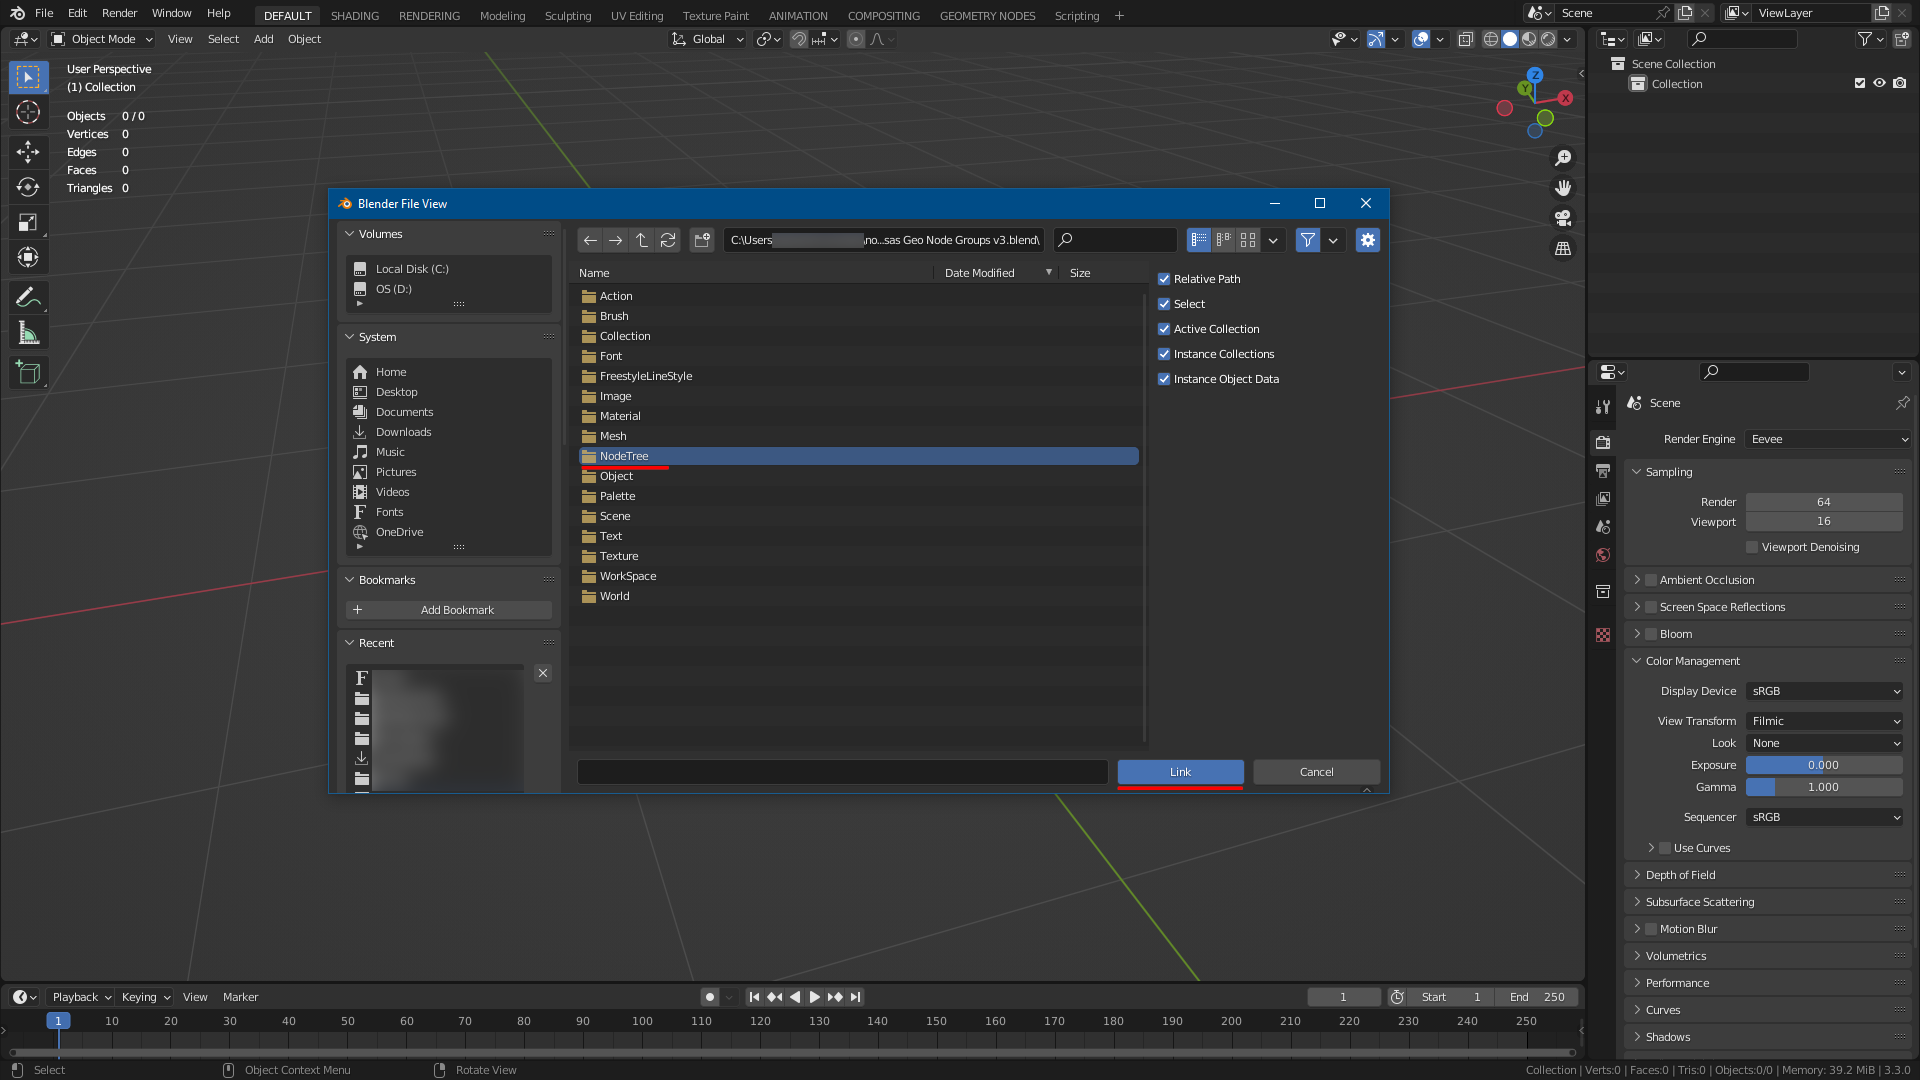 File Edit Render Window Help DEFAULT SHADING RENDERING Modeling Sculpting UV Editing Texture Paint ANIMATION COMPOSITING GEOMETRY NODES Scripting + Scene ViewLayer
Object Mode View Select Add Object Global
User Perspective
(1) Collection
Objects 0 / 0
Vertices 0
Edges 0
Faces 0
Triangles 0
Z
Y
X
Scene Collection
Collection
Blender File View
Volumes
Local Disk (C:)
OS (D:)
System
Home
Desktop
Documents
Downloads
Music
Pictures
Videos
Fonts
OneDrive
Bookmarks
Add Bookmark
Recent
C:\Users \no...sas Geo Node Groups v3.blend\
Name Date Modified Size
Action
Brush
Collection
Font
FreestyleLineStyle
Image
Material
Mesh
NodeTree
Object
Palette
Scene
Text
Texture
WorkSpace
World
Relative Path
Select
Active Collection
Instance Collections
Instance Object Data
Link Cancel
Scene
Render Engine Eevee
Sampling
Render 64
Viewport 16
Viewport Denoising
Ambient Occlusion
Screen Space Reflections
Bloom
Color Management
Display Device sRGB
View Transform Filmic
Look None
Exposure 0.000
Gamma 1.000
Sequencer sRGB
Use Curves
Depth of Field
Subsurface Scattering
Motion Blur
Volumetrics
Performance
Curves
Shadows
Playback Keying View Marker 1 Start 1 End 250
1 10 20 30 40 50 60 70 80 90 100 110 120 130 140 150 160 170 180 190 200 210 220 230 240 250
Select Object Context Menu Rotate View Collection | Verts:0 | Faces:0 | Tris:0 | Objects:0/0 | Memory: 39.2 MiB | 3.3.0